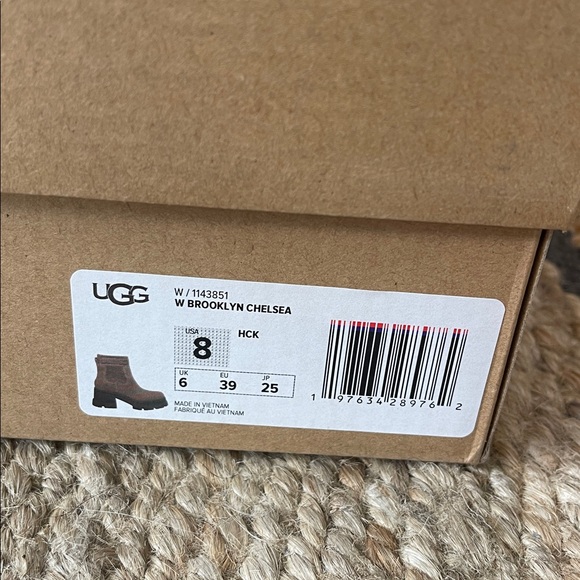 UGG
W / 1143851
W BROOKLYN CHELSEA
USA
8
HCK
UK EU JP
6 39 25
MADE IN VIETNAM
FABRIQUÉ AU VIETNAM
1 97634 28976 2